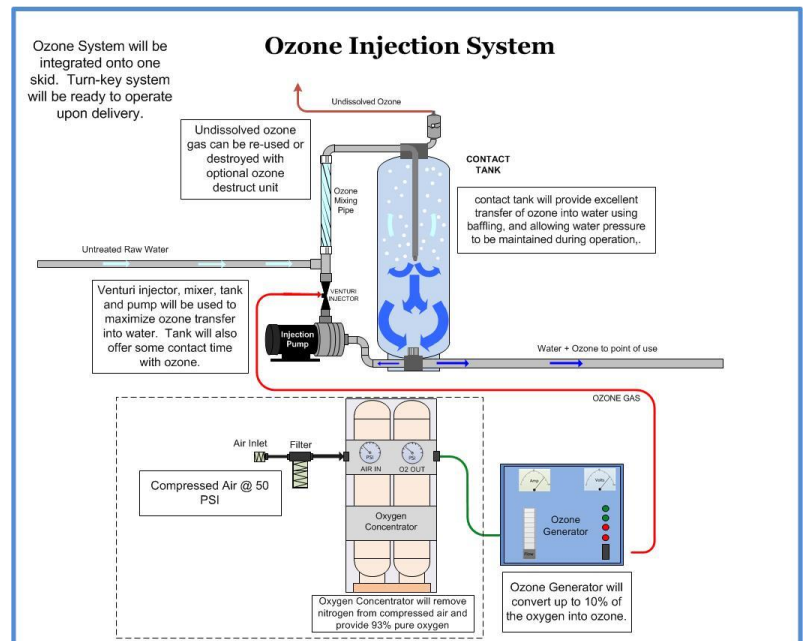 Ozone Injection System
Ozone System will be
integrated onto one
skid.  Turn-key system
will be ready to operate
upon delivery.
Undissolved Ozone
Undissolved ozone
gas can be re-used or
destroyed with
optional ozone
destruct unit
Ozone
Mixing
Pipe
CONTACT
TANK
contact tank will provide excellent
transfer of ozone into water using
baffling, and allowing water pressure
to be maintained during operation,.
Untreated Raw Water
Venturi injector, mixer, tank
and pump will be used to
maximize ozone transfer
into water.  Tank will also
offer some contact time
with ozone.
VENTURI
INJECTOR
Injection
Pump
Water + Ozone to point of use
OZONE GAS
Air Inlet
Filter
Compressed Air @ 50
PSI
PSI
PSI
AIR IN
O2 OUT
Oxygen
Concentrator
Oxygen Concentrator will remove
nitrogen from compressed air and
provide 93% pure oxygen
Amp
Volts
Ozone
Generator
Flow
Ozone Generator will
convert up to 10% of
the oxygen into ozone.